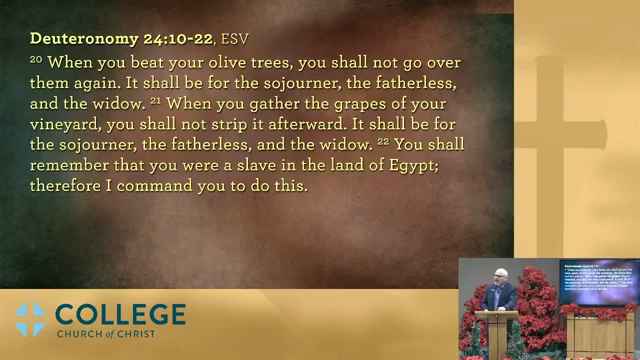 Deuteronomy 24:10-22, ESV
20 When you beat your olive trees, you shall not go over
them again. It shall be for the sojourner, the fatherless,
and the widow. 21 When you gather the grapes of your
vineyard, you shall not strip it afterward. It shall be for
the sojourner, the fatherless, and the widow. 22 You shall
remember that you were a slave in the land of Egypt;
therefore I command you to do this.
COLLEGE
CHURCH of CHRIST